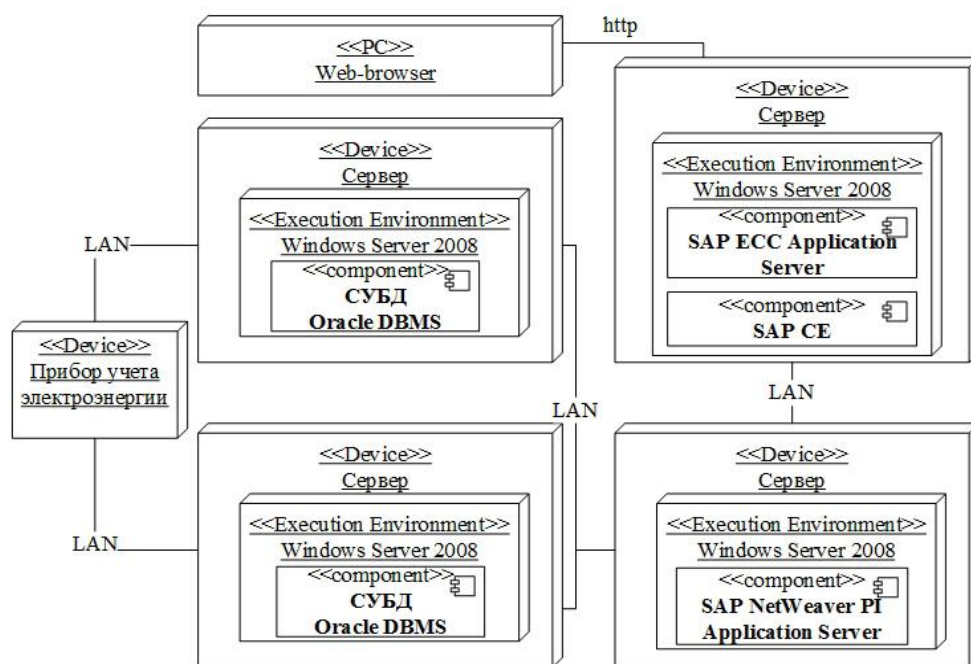 <<PC>>
Web-browser
http
<<Device>>
Сервер
<<Execution Environment>>
Windows Server 2008
<<component>>
SAP ECC Application
Server
<<component>>
SAP CE
<<Device>>
Сервер
<<Execution Environment>>
Windows Server 2008
<<component>>
СУБД
Oracle DBMS
LAN
<<Device>>
Прибор учета
электроэнергии
LAN
LAN
LAN
<<Device>>
Сервер
<<Execution Environment>>
Windows Server 2008
<<component>>
СУБД
Oracle DBMS
<<Device>>
Сервер
<<Execution Environment>>
Windows Server 2008
<<component>>
SAP NetWeaver PI
Application Server